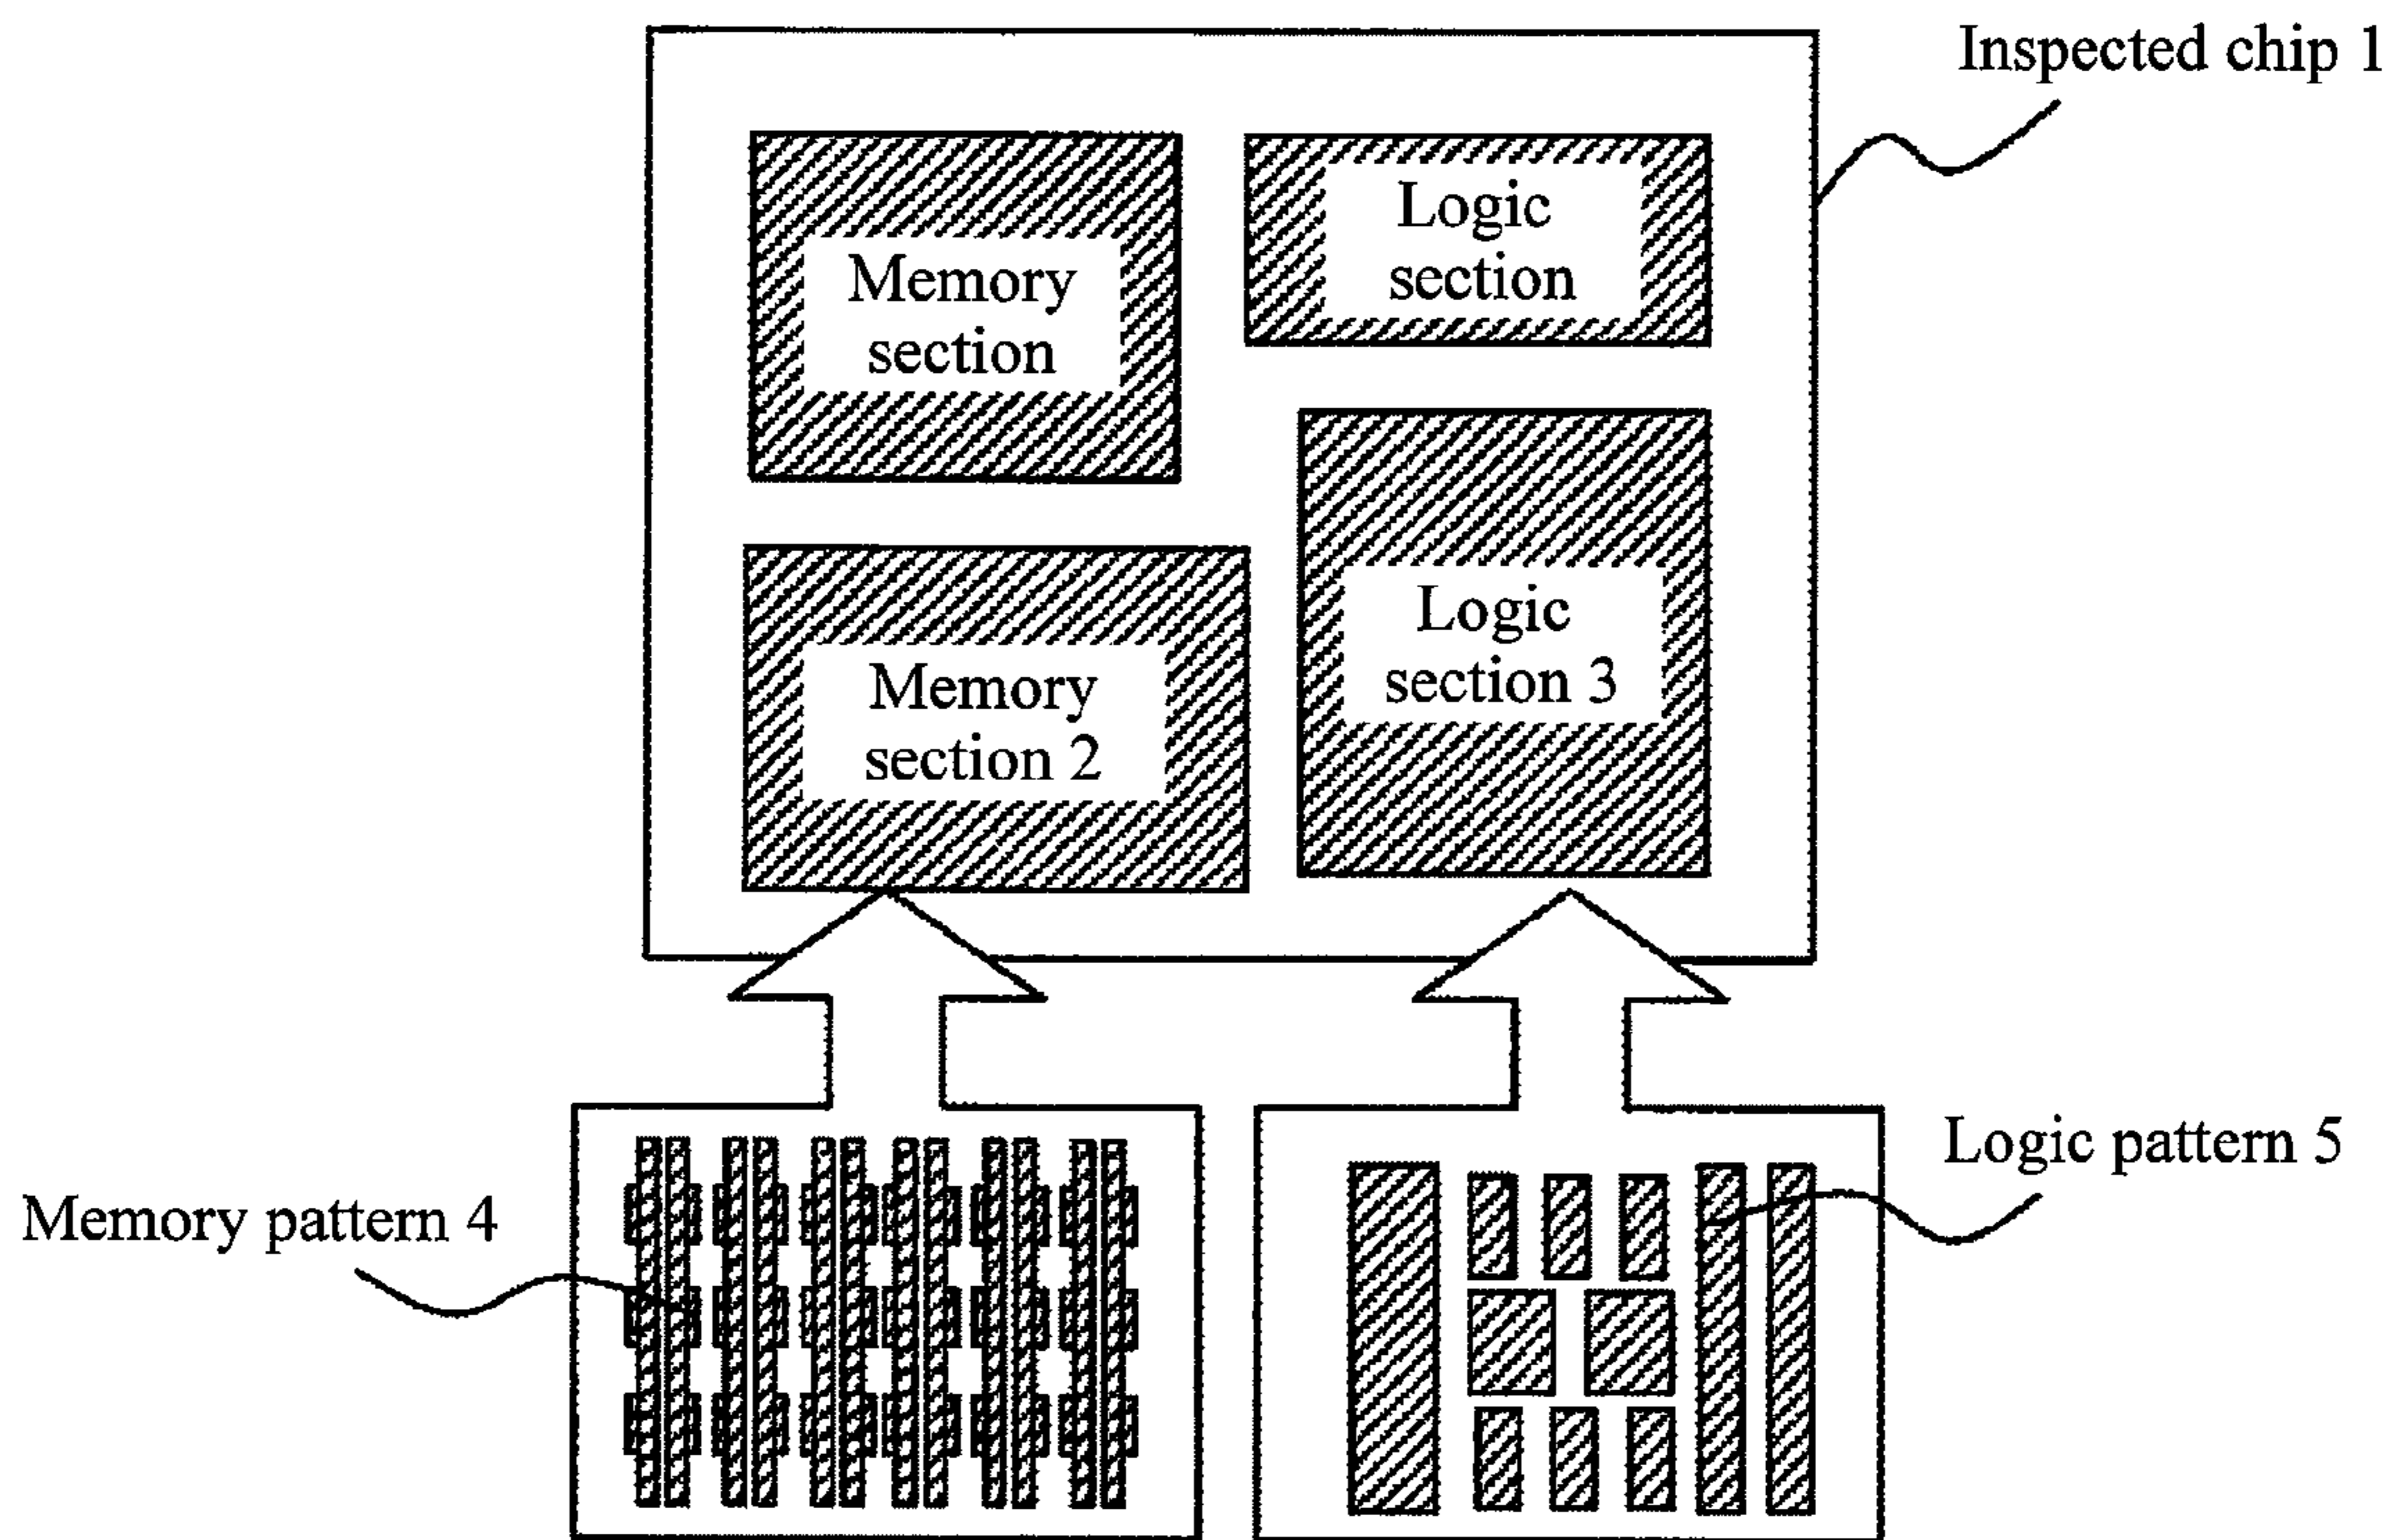 Inspected chip 1
Logic
section
Memory
section
Logic
section 3
Memory
section 2
Logic pattern 5
Memory pattern 4